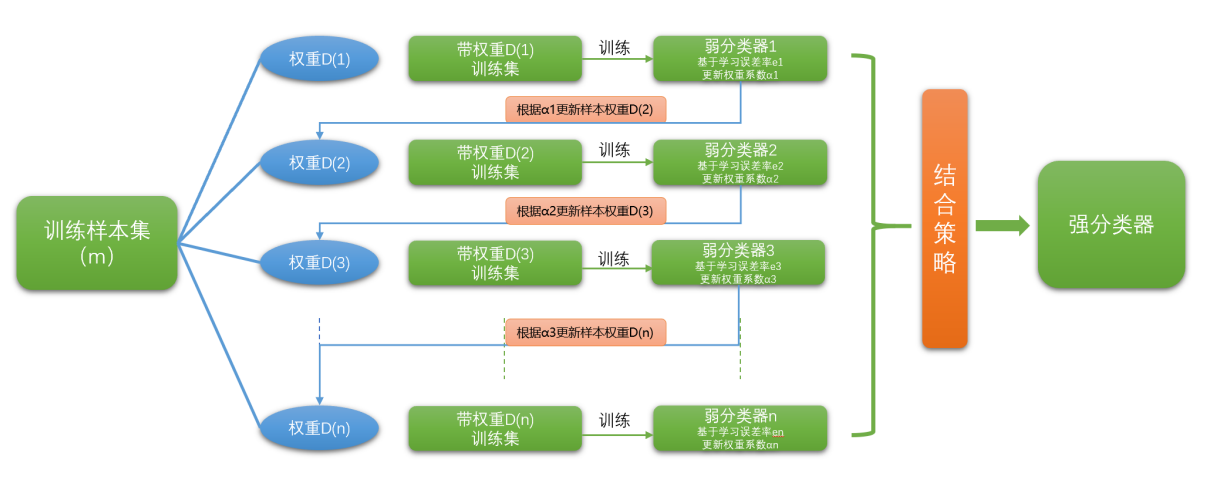 训练样本集
(m)
权重D(1)
带权重D(1)
训练集
训练
弱分类器1
基于学习误差率e1
更新权重系数α1
根据α1更新样本权重D(2)
权重D(2)
带权重D(2)
训练集
训练
弱分类器2
基于学习误差率e2
更新权重系数α2
根据α2更新样本权重D(3)
权重D(3)
带权重D(3)
训练集
训练
弱分类器3
基于学习误差率e3
更新权重系数α3
根据α3更新样本权重D(n)
权重D(n)
带权重D(n)
训练集
训练
弱分类器n
基于学习误差率en
更新权重系数αn
结合策略
强分类器